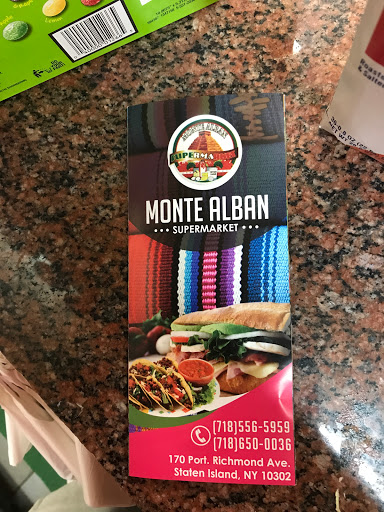 MONTE ALBAN
SUPERMARKET
(718)556-5959
(718)650-0036
170 Port. Richmond Ave.
Staten Island, NY 10302